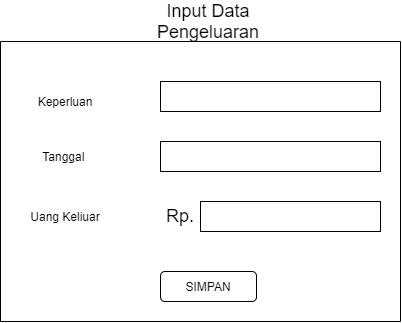 Input Data
Pengeluaran
Keperluan
Tanggal
Uang Keliuar
Rp.
SIMPAN